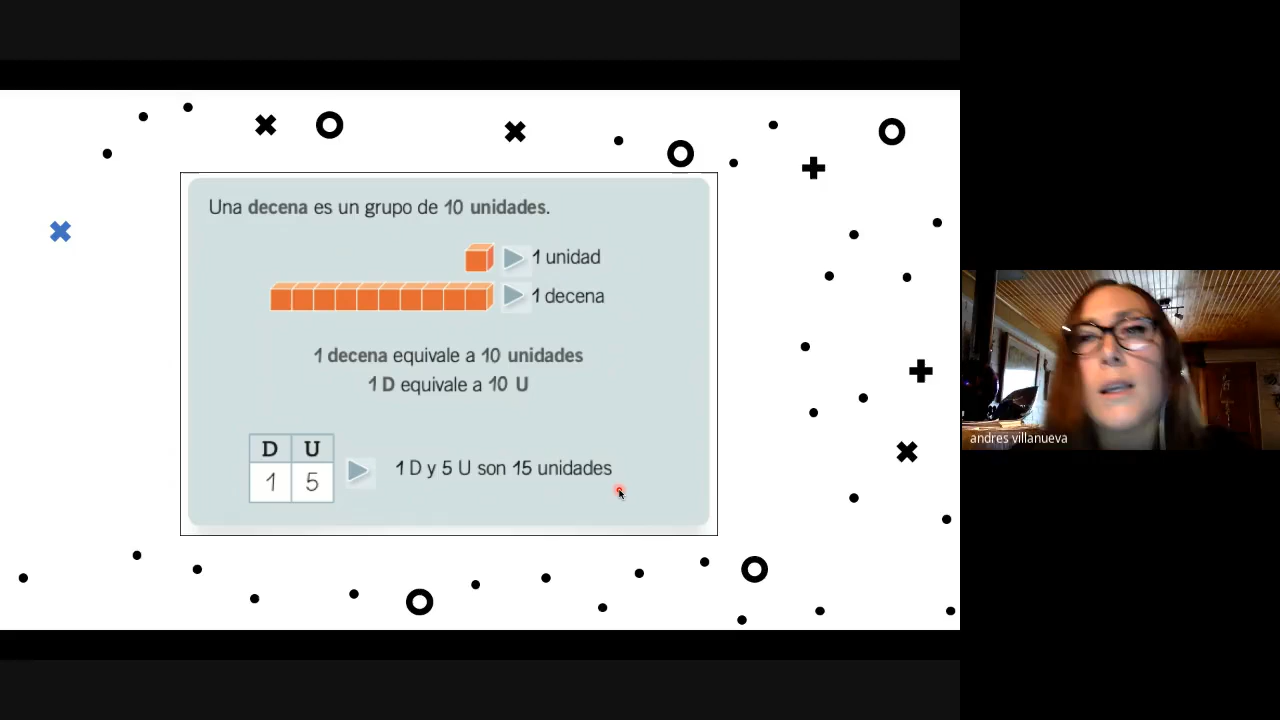 Una decena es un grupo de 10 unidades.
1 unidad
1 decena
1 decena equivale a 10 unidades
1 D equivale a 10 U
D U
1 5
1 D y 5 U son 15 unidades
andres villanueva